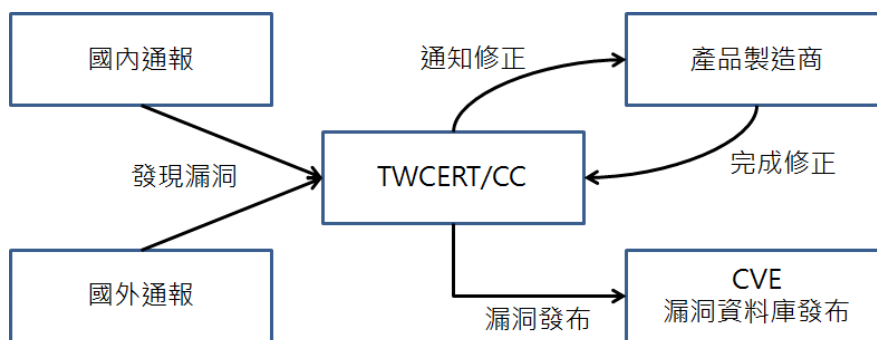 國內通報
通知修正
產品製造商
發現漏洞
TWCERT/CC
完成修正
國外通報
漏洞發布
CVE
漏洞資料庫發布